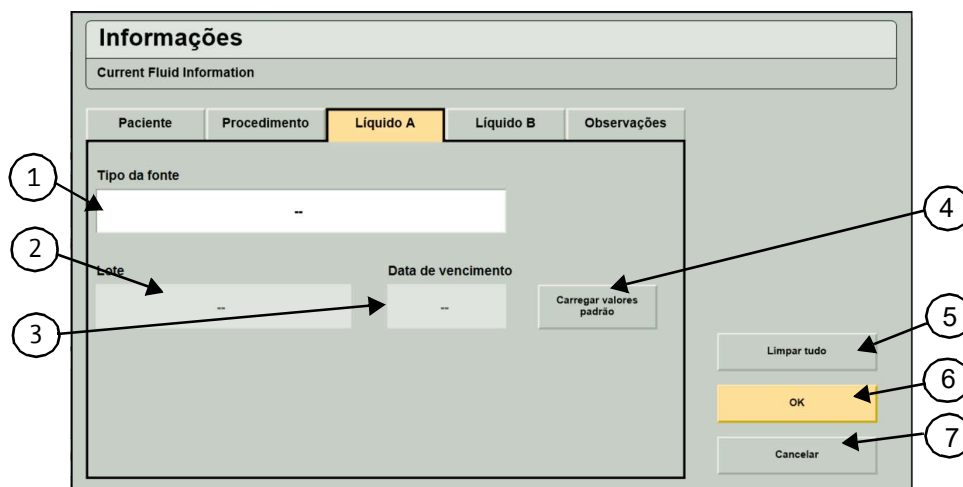 Informações
Current Fluid Information
Paciente Procedimento Líquido A Líquido B Observações
1
Tipo da fonte
--
4
2
Lote Data de vencimento
-- -- Carregar valores
padrão
3
5
Limpar tudo
6
OK
7
Cancelar